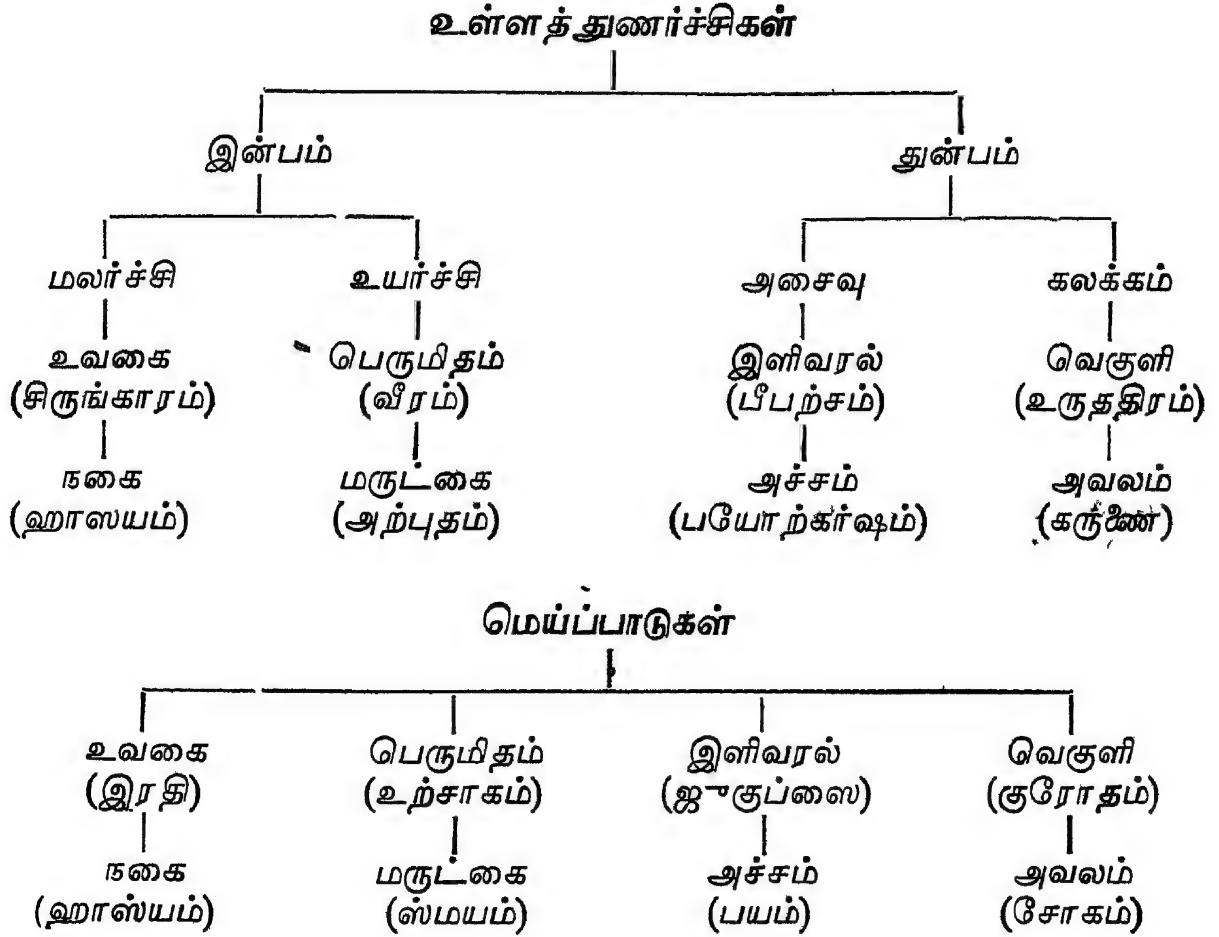 உள்ளத்துணர்ச்சிகள்
இன்பம் துன்பம்
மலர்ச்சி உயர்ச்சி அசைவு கலக்கம்
உவகை பெருமிதம் இளிவரல் வெகுளி
(சிருங்காரம்) (வீரம்) (பீபற்சம்) (உருததிரம்)
நகை மருட்கை அச்சம் அவலம்
(ஹாஸயம்) (அற்புதம்) (பயோற்கர்ஷம்) (கருணை)
மெய்ப்பாடுகள்
உவகை பெருமிதம் இளிவரல் வெகுளி
(இரதி) (உற்சாகம்) (ஜுகுப்ஸை) (குரோதம்)
நகை மருட்கை அச்சம் அவலம்
(ஹாஸ்யம்) (ஸ்மயம்) (பயம்) (சோகம்)